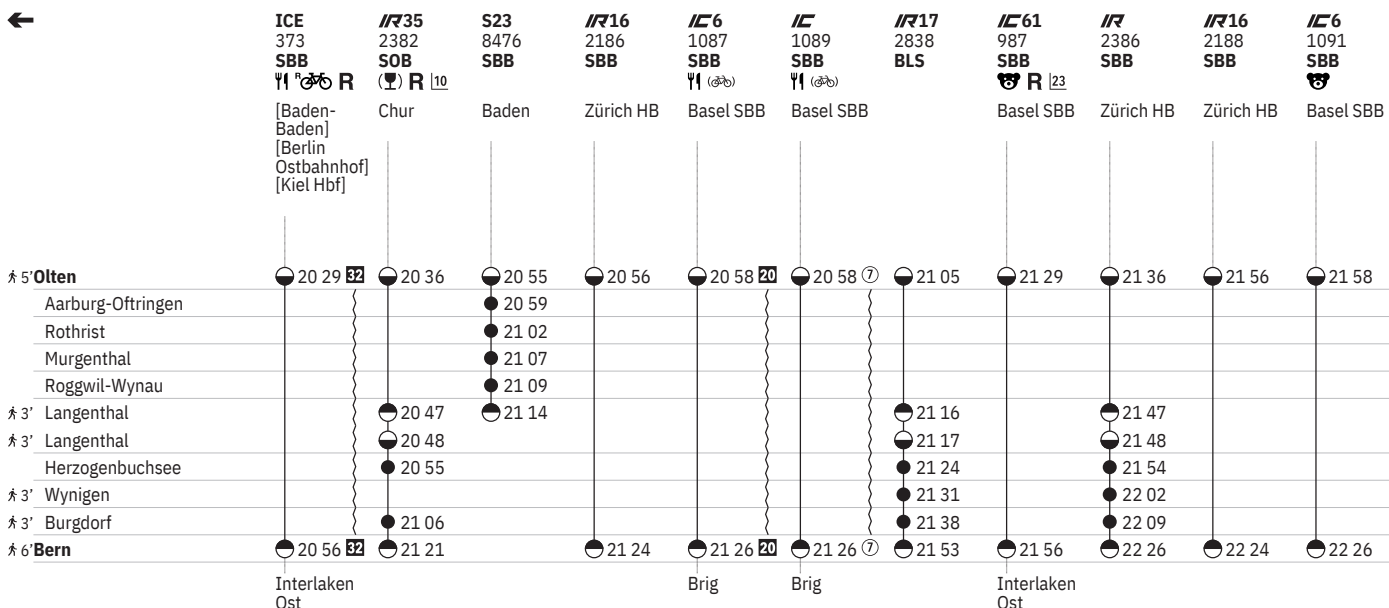 ICE IR35 S23 IR16 IC6 IC IR17 IC61 IR IR16 IC6
373 2382 8476 2186 1087 1089 2838 987 2386 2188 1091
SBB SOB SBB SBB SBB SBB BLS SBB SBB SBB SBB
R R ( ) R 10 ( ) ( ) R 23
[Baden- Chur Baden Zürich HB Basel SBB Basel SBB Basel SBB Zürich HB Zürich HB Basel SBB
Baden]
[Berlin
Ostbahnhof]
[Kiel Hbf]
5’ Olten 20 29 32 20 36 20 55 20 56 20 58 20 20 58 7 21 05 21 29 21 36 21 56 21 58
Aarburg-Oftringen 20 59
Rothrist 21 02
Murgenthal 21 07
Roggwil-Wynau 21 09
3’ Langenthal 20 47 21 14 21 16 21 47
3’ Langenthal 20 48 21 17 21 48
Herzogenbuchsee 20 55 21 24 21 54
3’ Wynigen 21 31 22 02
3’ Burgdorf 21 06 21 38 22 09
6’ Bern 20 56 32 21 21 21 24 21 26 20 21 26 7 21 53 21 56 22 26 22 24 22 26
Interlaken Brig Brig Interlaken
Ost Ost